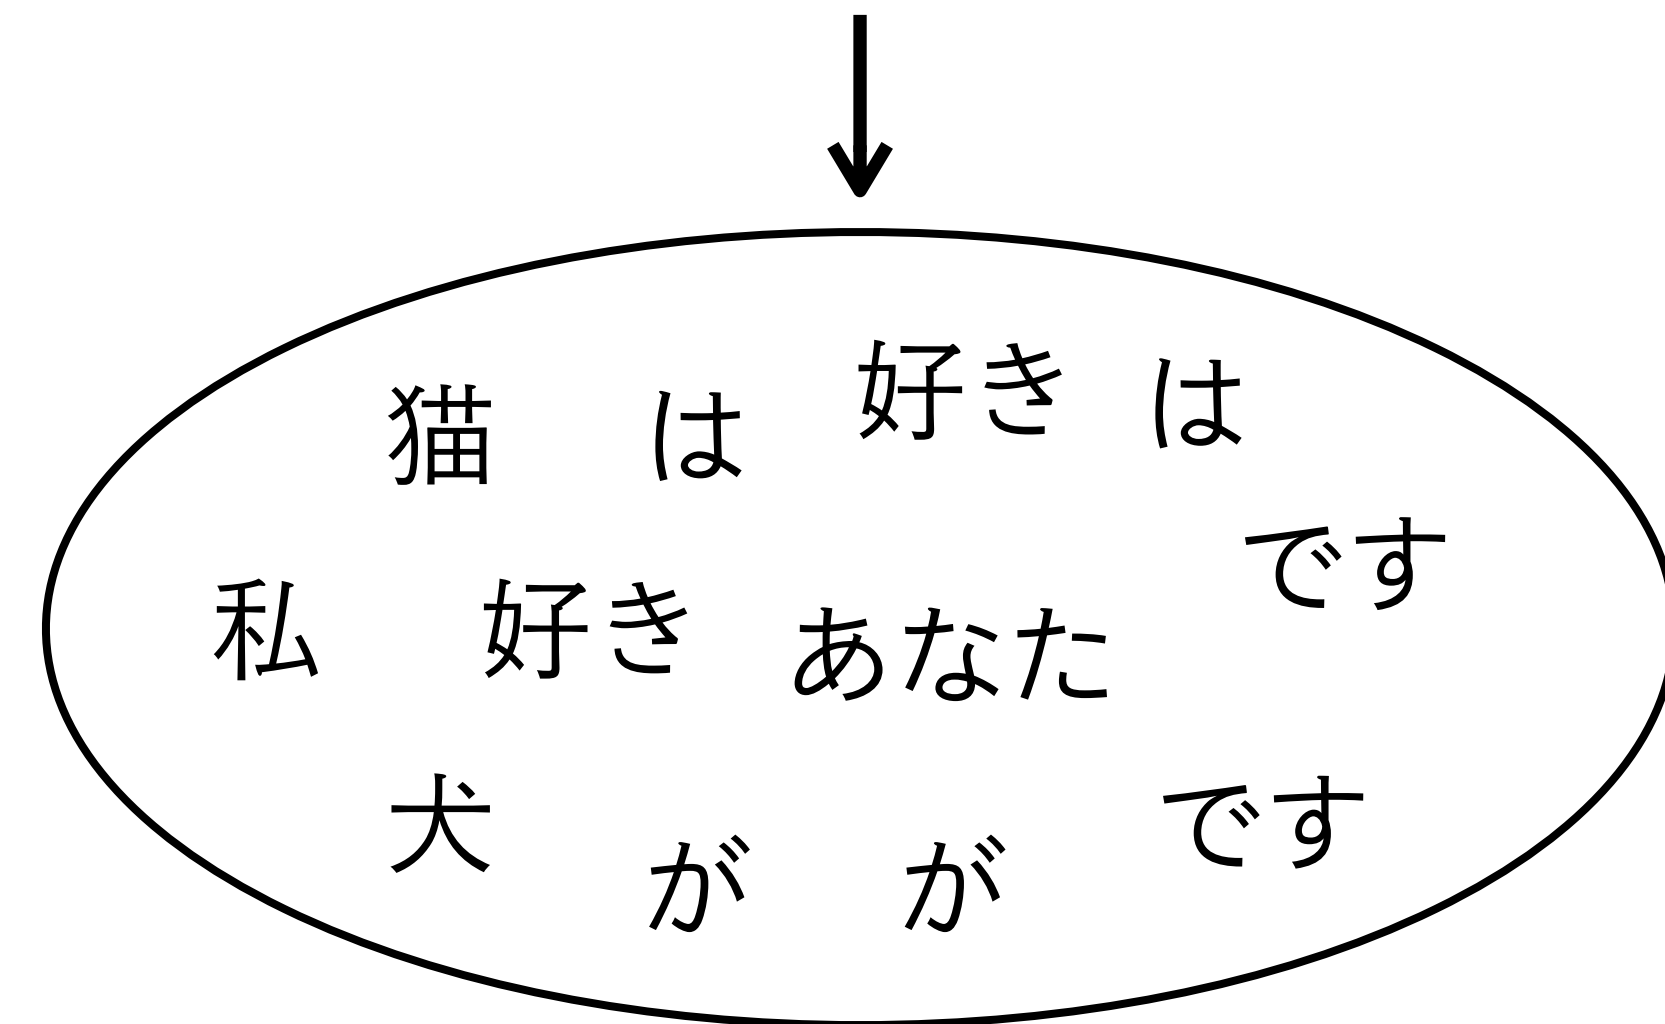 猫 は 好き は
です
私 好き あなた
犬 が が です